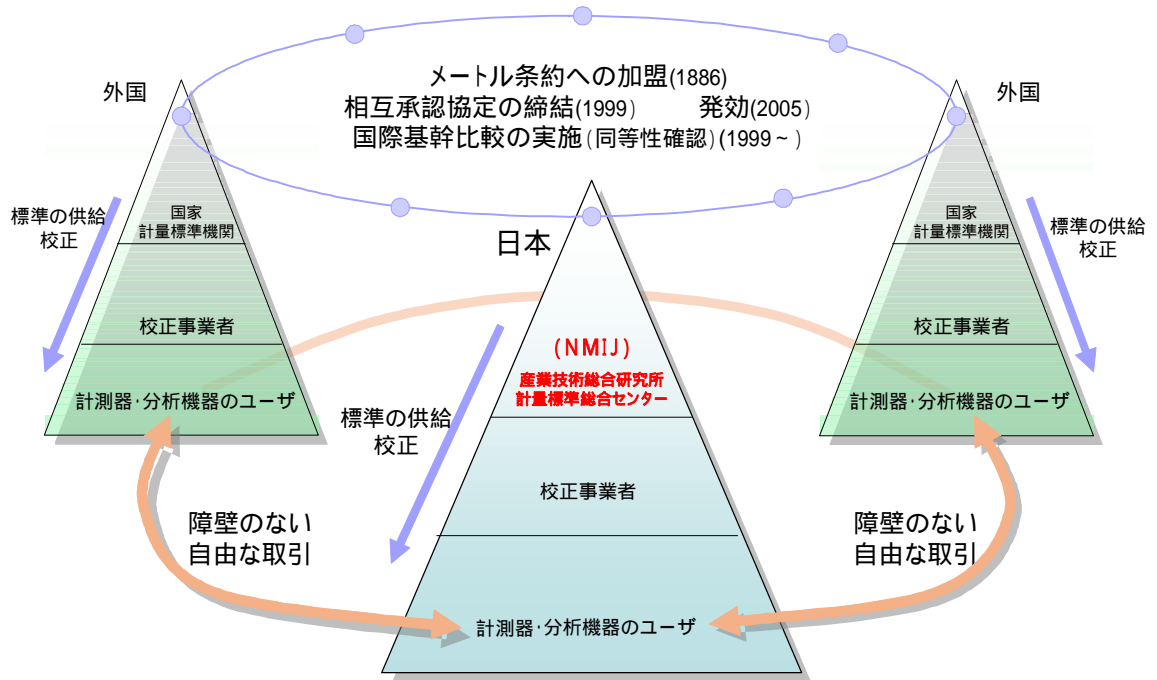 メートル条約への加盟(1886)
相互承認協定の締結(1999) 発効(2005)
国際基幹比較の実施(同等性確認)(1999~)
外国
標準の供給
校正
国家
計量標準機関
校正事業者
計測器・分析機器のユーザ
日本
標準の供給
校正
(NMIJ)
産業技術総合研究所
計量標準総合センター
校正事業者
計測器・分析機器のユーザ
外国
標準の供給
校正
国家
計量標準機関
校正事業者
計測器・分析機器のユーザ
障壁のない
自由な取引
障壁のない
自由な取引